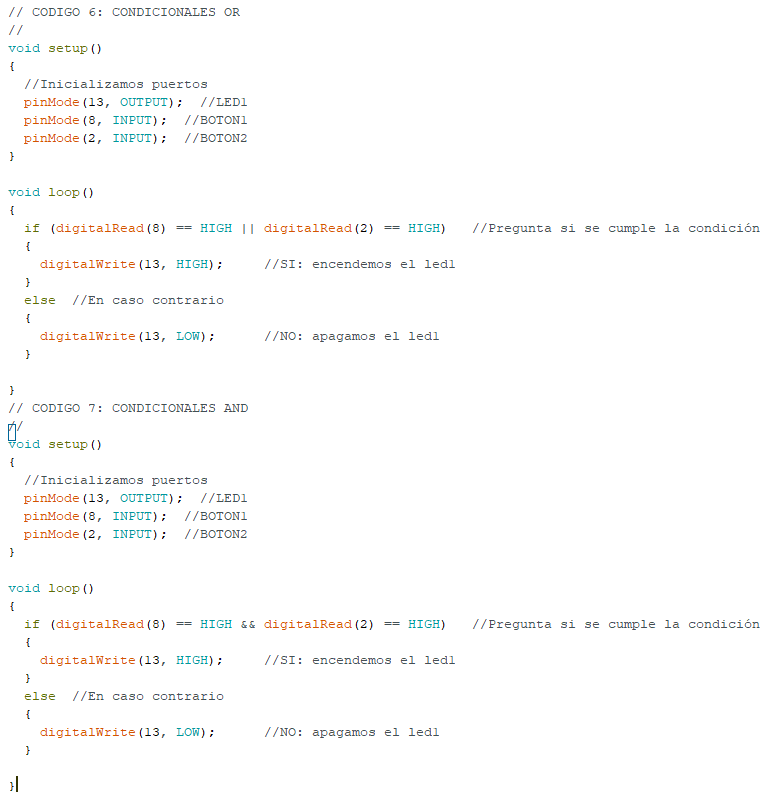 // CODIGO 6: CONDICIONALES OR
//
void setup()
{
  //Inicializamos puertos
  pinMode(13, OUTPUT);  //LED1
  pinMode(8, INPUT);  //BOTON1
  pinMode(2, INPUT);  //BOTON2
}

void loop()
{
  if (digitalRead(8) == HIGH || digitalRead(2) == HIGH)   //Pregunta si se cumple la condición
  {
    digitalWrite(13, HIGH);     //SI: encendemos el led1
  }
  else  //En caso contrario
  {
    digitalWrite(13, LOW);      //NO: apagamos el led1
  }

}
// CODIGO 7: CONDICIONALES AND
//
void setup()
{
  //Inicializamos puertos
  pinMode(13, OUTPUT);  //LED1
  pinMode(8, INPUT);  //BOTON1
  pinMode(2, INPUT);  //BOTON2
}

void loop()
{
  if (digitalRead(8) == HIGH && digitalRead(2) == HIGH)   //Pregunta si se cumple la condición
  {
    digitalWrite(13, HIGH);     //SI: encendemos el led1
  }
  else  //En caso contrario
  {
    digitalWrite(13, LOW);      //NO: apagamos el led1
  }

}